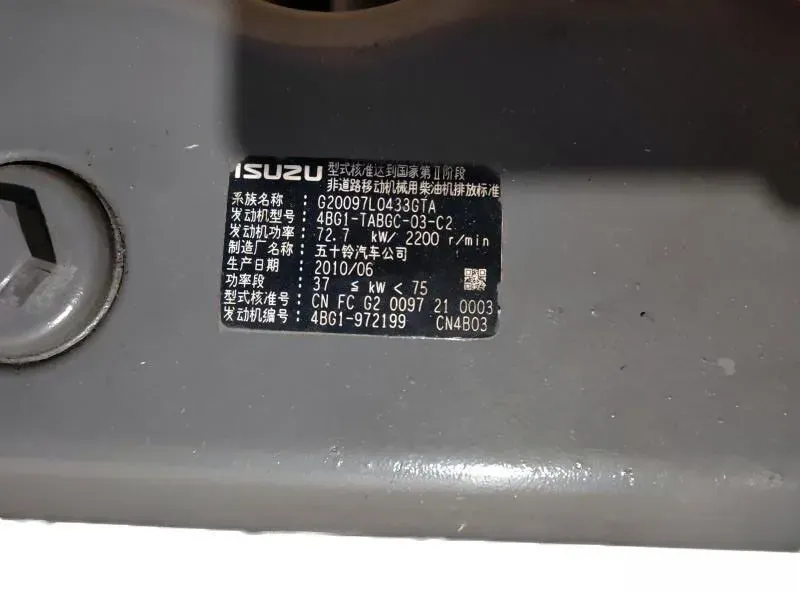 ISUZU 型式核准达到国家第Ⅱ阶段
非道路移动机械用柴油机排放标准
系族名称：G20097L0433GTA
发动机型号：4BG1-TABGC-03-C2
发动机功率：72.7 kW/ 2200 r/min
制造厂名称：五十铃汽车公司
生产日期：2010/06
功率段：37 ≦ kW < 75
型式核准号：CN FC G2 0097 21 0003
发动机编号：4BG1-972199 CN4B03